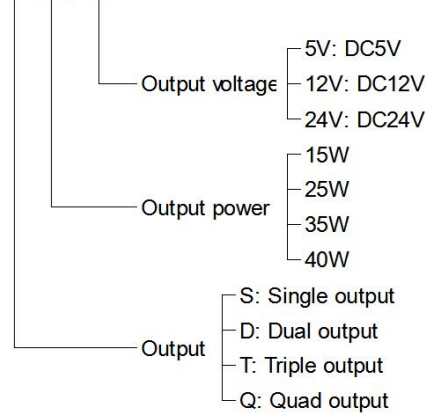 5V: DC5V
Output voltage
12V: DC12V
24V: DC24V
15W
25W
Output power
35W
40W
S: Single output
D: Dual output
Output
T: Triple output
Q: Quad output